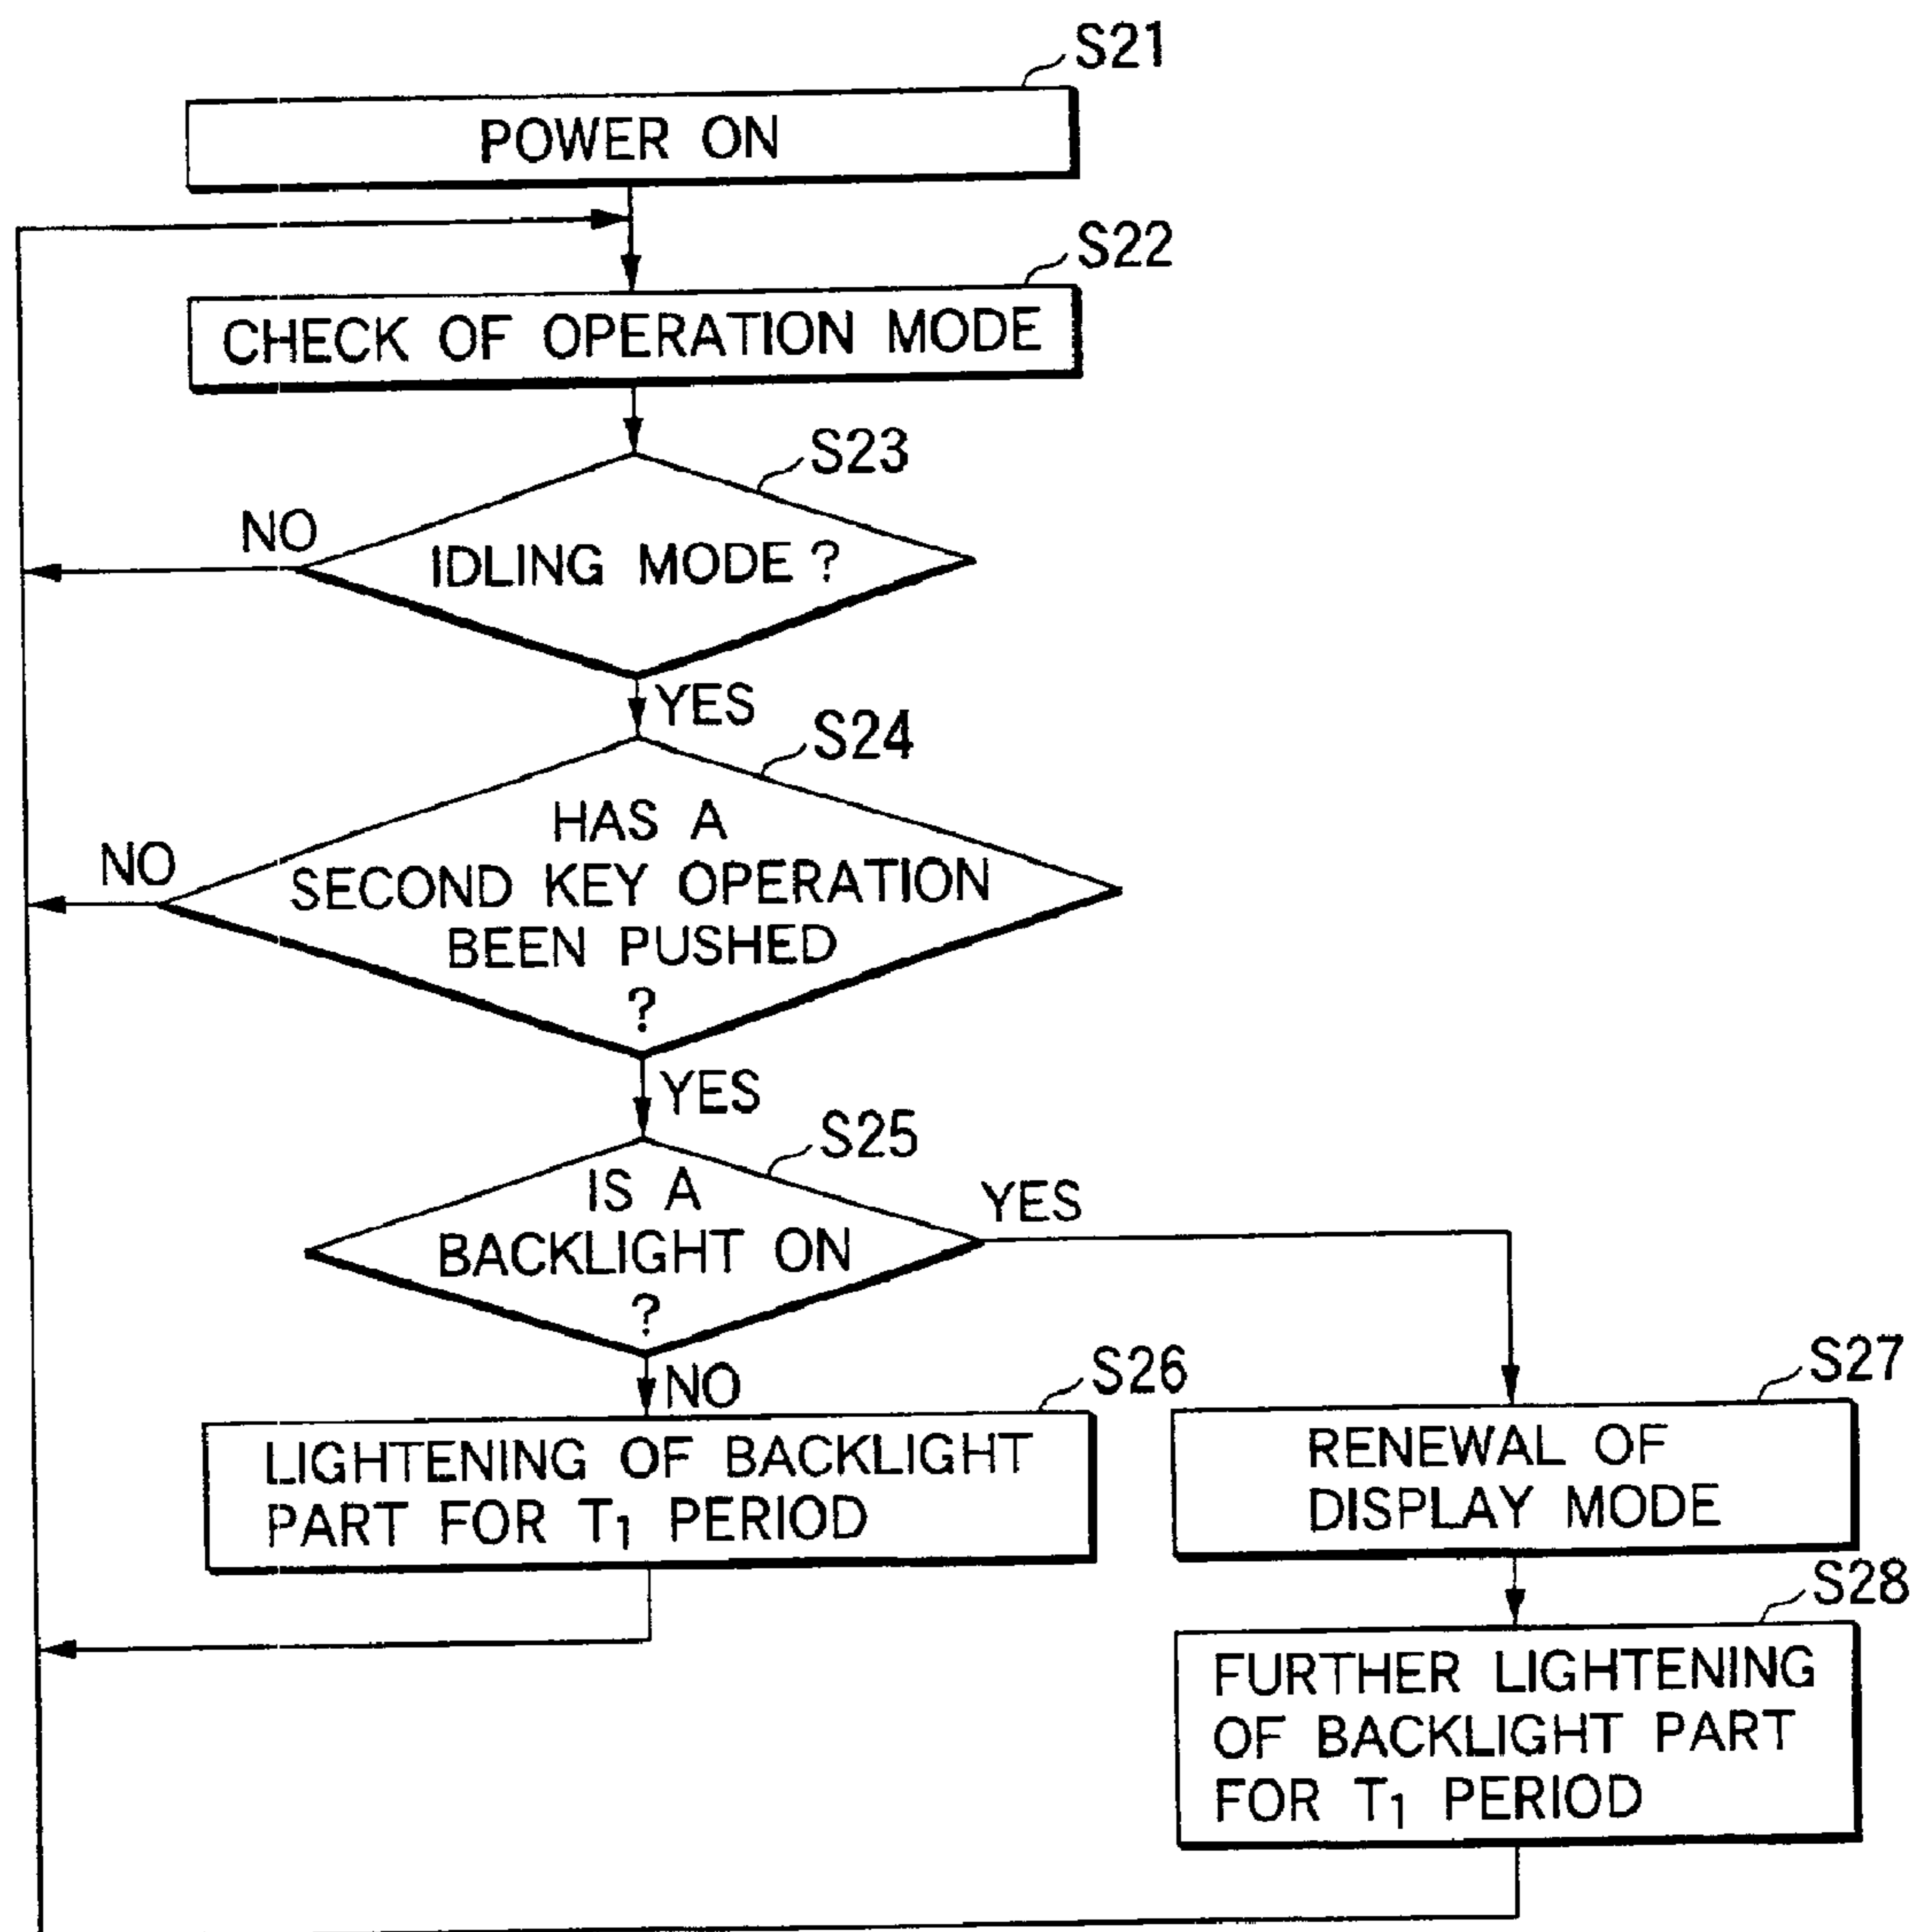 S21
POWER ON
S22
CHECK OF OPERATION MODE
S23
NO
IDLING MODE?
YES
S24
HAS A
NO
SECOND KEY OPERATION
BEEN PUSHED
?
YES
S25
IS A
YES
BACKLIGHT ON
?
NO
S26
LIGHTENING OF BACKLIGHT
PART FOR T1 PERIOD
S27
RENEWAL OF
DISPLAY MODE
S28
FURTHER LIGHTENING
OF BACKLIGHT PART
FOR T1 PERIOD